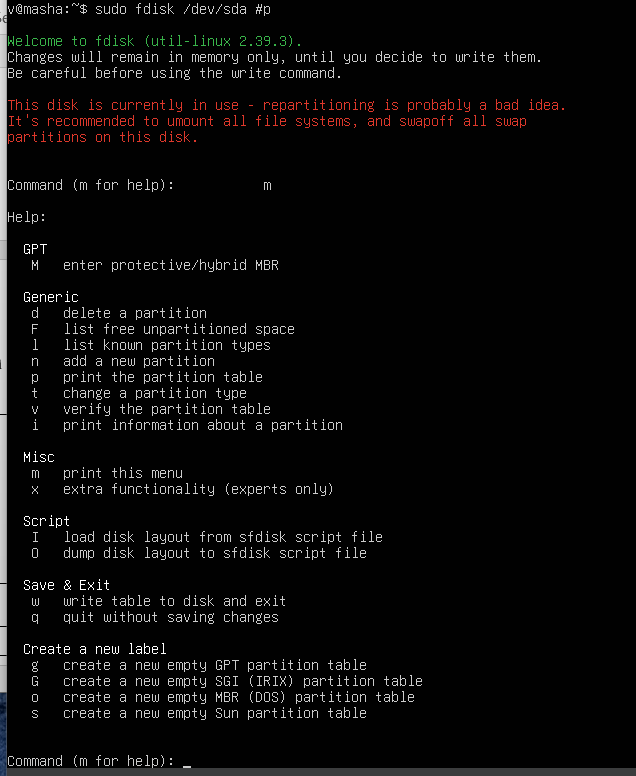 v@masha:~$ sudo fdisk /dev/sda #p
Welcome to fdisk (util-linux 2.39.3).
Changes will remain in memory only, until you decide to write them.
Be careful before using the write command.
This disk is currently in use - repartitioning is probably a bad idea.
It's recommended to umount all file systems, and swapoff all swap
partitions on this disk.
Command (m for help):           m
Help:
  GPT
   M   enter protective/hybrid MBR
  Generic
   d   delete a partition
   F   list free unpartitioned space
   l   list known partition types
   n   add a new partition
   p   print the partition table
   t   change a partition type
   v   verify the partition table
   i   print information about a partition
  Misc
   m   print this menu
   x   extra functionality (experts only)
  Script
   I   load disk layout from sfdisk script file
   O   dump disk layout to sfdisk script file
  Save & Exit
   w   write table to disk and exit
   q   quit without saving changes
  Create a new label
   g   create a new empty GPT partition table
   G   create a new empty SGI (IRIX) partition table
   o   create a new empty MBR (DOS) partition table
   s   create a new empty Sun partition table
Command (m for help): _